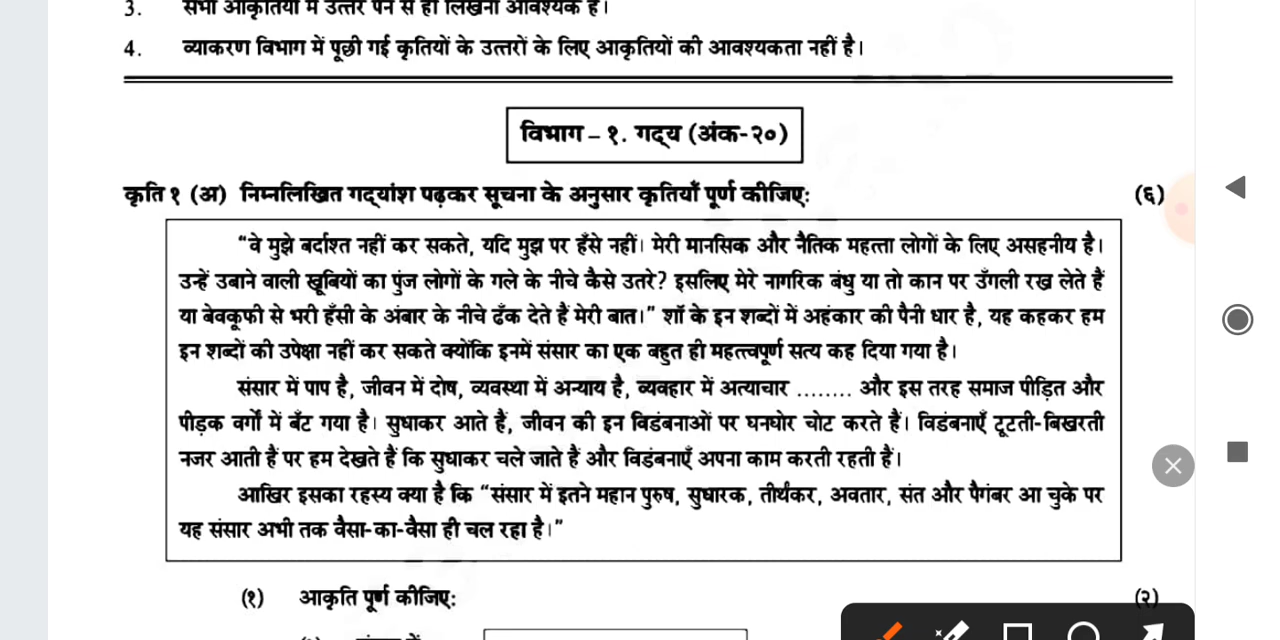 3. सभी आकृतियों में उत्तर पेन से ही लिखना आवश्यक है।
4. व्याकरण विभाग में पूछी गई कृतियों के उत्तरों के लिए आकृतियों की आवश्यकता नहीं है।
विभाग – १. गद्य (अंक-२०)
कृति १ (अ) निम्नलिखित गद्यांश पढ़कर सूचना के अनुसार कृतियाँ पूर्ण कीजिए: (६)
“वे मुझे बर्दाश्त नहीं कर सकते, यदि मुझ पर हँसे नहीं। मेरी मानसिक और नैतिक महत्ता लोगों के लिए असहनीय है।
उन्हें उबाने वाली खूबियों का पुंज लोगों के गले के नीचे कैसे उतरे? इसलिए मेरे नागरिक बंधु या तो कान पर उँगली रख लेते हैं
या बेवकूफी से भरी हँसी के अंबार के नीचे ढँक देते हैं मेरी बात।” शॉ के इन शब्दों में अहंकार की पैनी धार है, यह कहकर हम
इन शब्दों की उपेक्षा नहीं कर सकते क्योंकि इनमें संसार का एक बहुत ही महत्त्वपूर्ण सत्य कह दिया गया है।
संसार में पाप है, जीवन में दोष, व्यवस्था में अन्याय है, व्यवहार में अत्याचार ........ और इस तरह समाज पीड़ित और
पीड़क वर्गों में बँट गया है। सुधाकर आते हैं, जीवन की इन विडंबनाओं पर घनघोर चोट करते हैं। विडंबनाएँ टूटती-बिखरती
नजर आती हैं पर हम देखते हैं कि सुधाकर चले जाते हैं और विडंबनाएँ अपना काम करती रहती हैं।
आखिर इसका रहस्य क्या है कि “संसार में इतने महान पुरुष, सुधारक, तीर्थंकर, अवतार, संत और पैगंबर आ चुके पर
यह संसार अभी तक वैसा-का-वैसा ही चल रहा है।”
(१) आकृति पूर्ण कीजिए: (२)